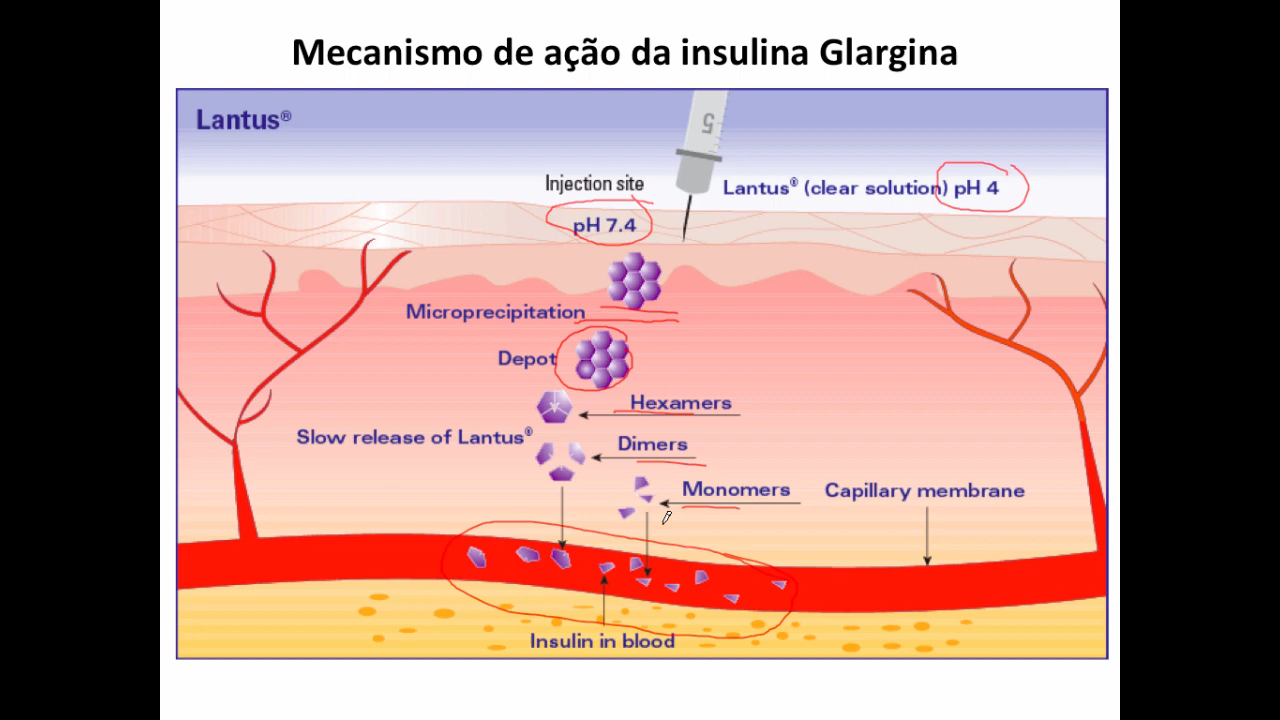 Mecanismo de ação da insulina Glargina
Lantus®
5
Injection site
Lantus® (clear solution) pH 4
pH 7.4
Microprecipitation
Depot
Hexamers
Slow release of Lantus®
Dimers
Monomers
Capillary membrane
Insulin in blood